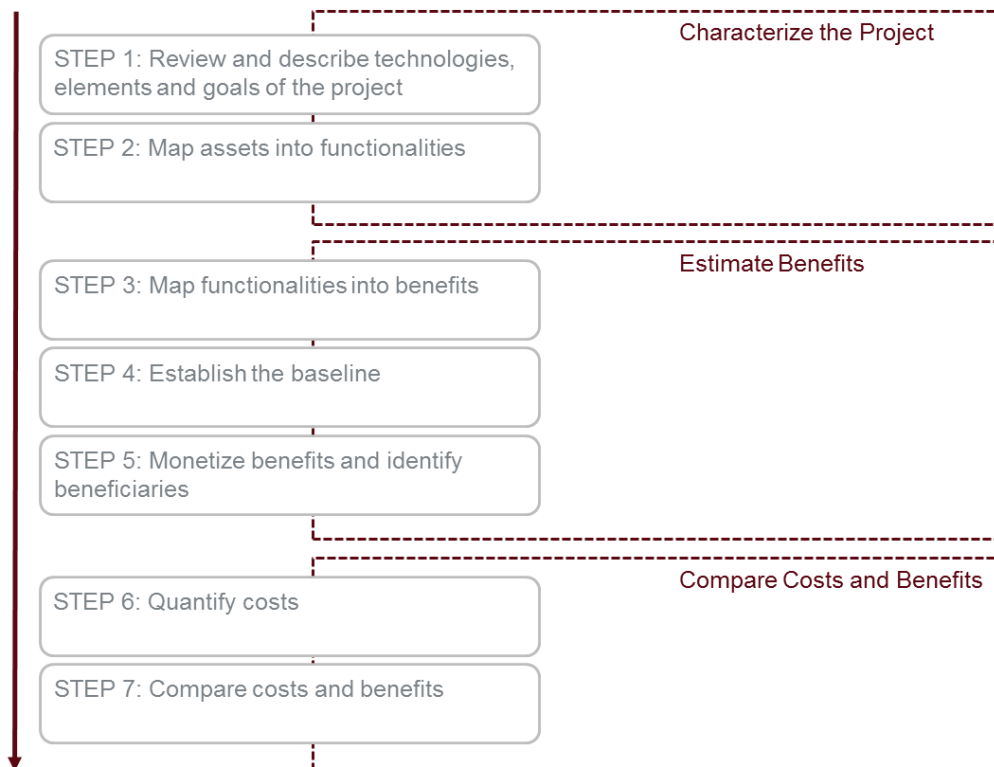 Characterize the Project
STEP 1: Review and describe technologies,
elements and goals of the project
STEP 2: Map assets into functionalities
Estimate Benefits
STEP 3: Map functionalities into benefits
STEP 4: Establish the baseline
STEP 5: Monetize benefits and identify
beneficiaries
Compare Costs and Benefits
STEP 6: Quantify costs
STEP 7: Compare costs and benefits